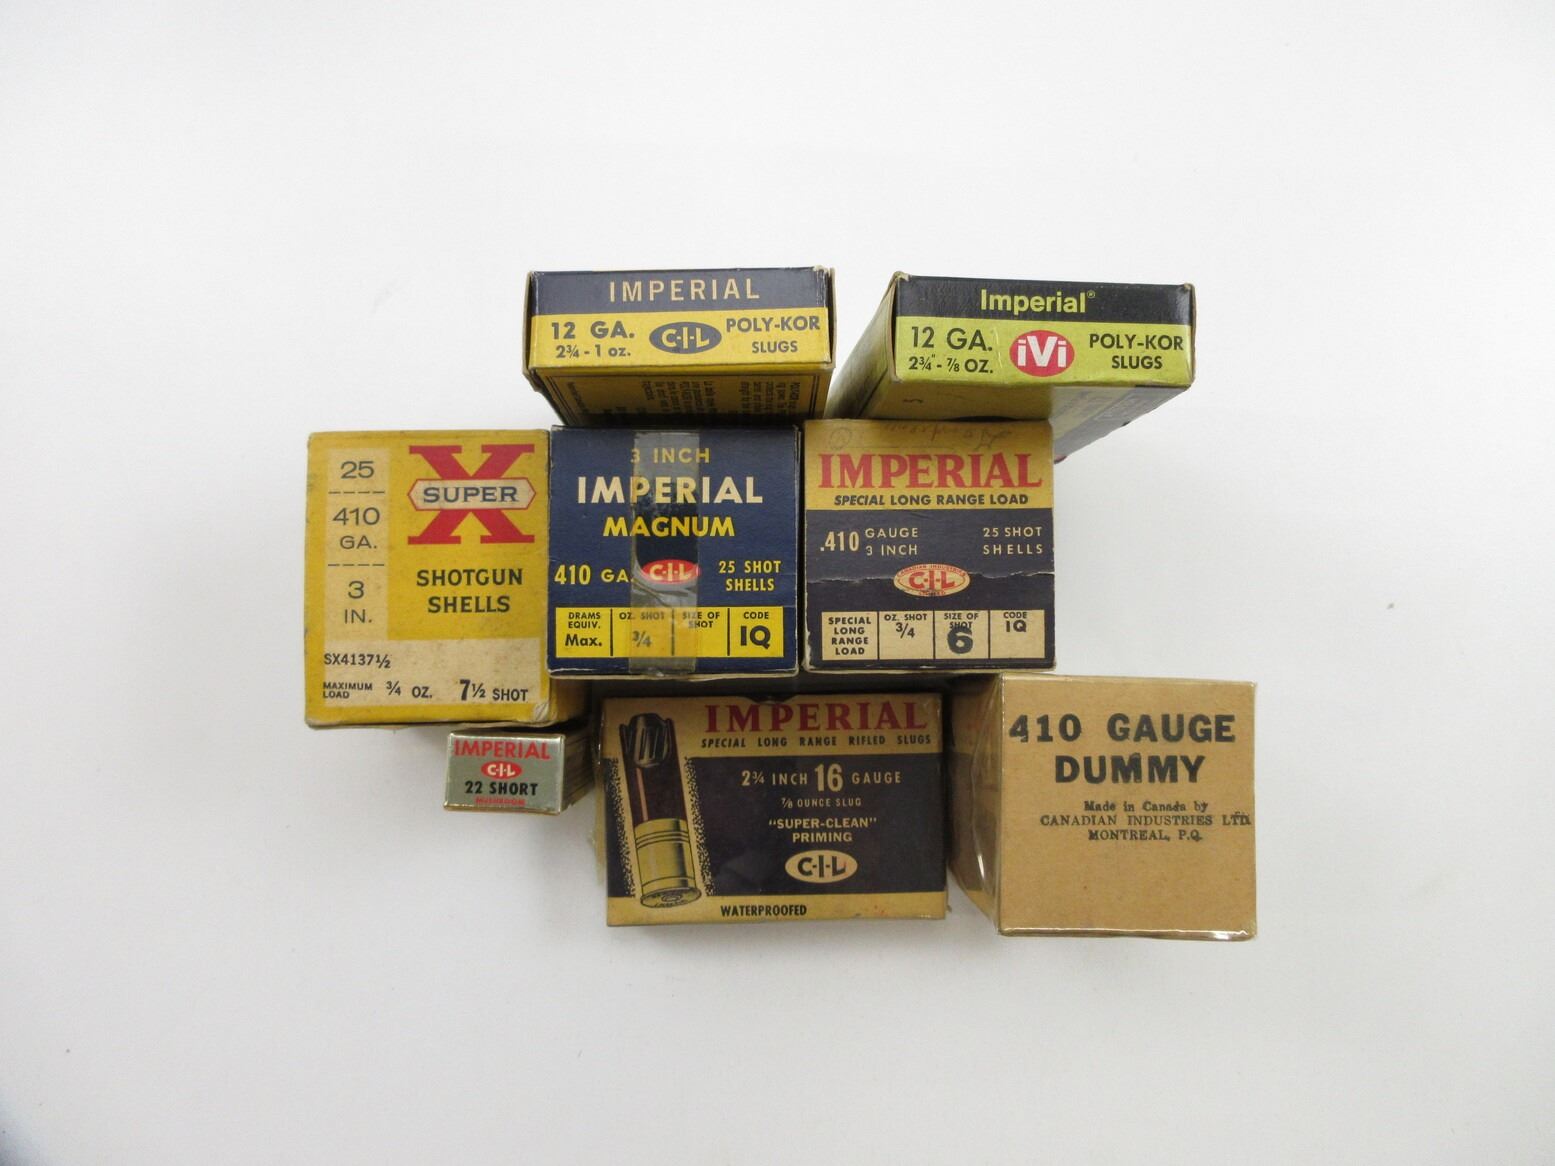 IMPERIAL
12 GA.
2¾ - 1 oz.
C-I-L
POLY-KOR
SLUGS
Imperial®
12 GA.
2¾" - ⅞ OZ.
iVi
POLY-KOR
SLUGS
25
410
GA.
3
IN.
X
SUPER
SHOTGUN
SHELLS
SX4137½
MAXIMUM
LOAD
¾ OZ.
7½ SHOT
3 INCH
IMPERIAL
MAGNUM
410 GA.
C-I-L
25 SHOT
SHELLS
DRAMS
EQUIV.
Max.
OZ. SHOT
¾
SIZE OF
SHOT
CODE
IQ
IMPERIAL
SPECIAL LONG RANGE LOAD
.410 GAUGE
3 INCH
25 SHOT
SHELLS
CANADIAN INDUSTRIES
C-I-L
LIMITED
SPECIAL
LONG
RANGE
LOAD
OZ. SHOT
¾
SIZE OF
SHOT
6
CODE
IQ
IMPERIAL
C-I-L
22 SHORT
MUSHROOM
IMPERIAL
SPECIAL LONG RANGE RIFLED SLUGS
2¾ INCH 16 GAUGE
⅞ OUNCE SLUG
"SUPER-CLEAN"
PRIMING
C-I-L
WATERPROOFED
410 GAUGE
DUMMY
Made in Canada by
CANADIAN INDUSTRIES LTD.
MONTREAL, P.Q.